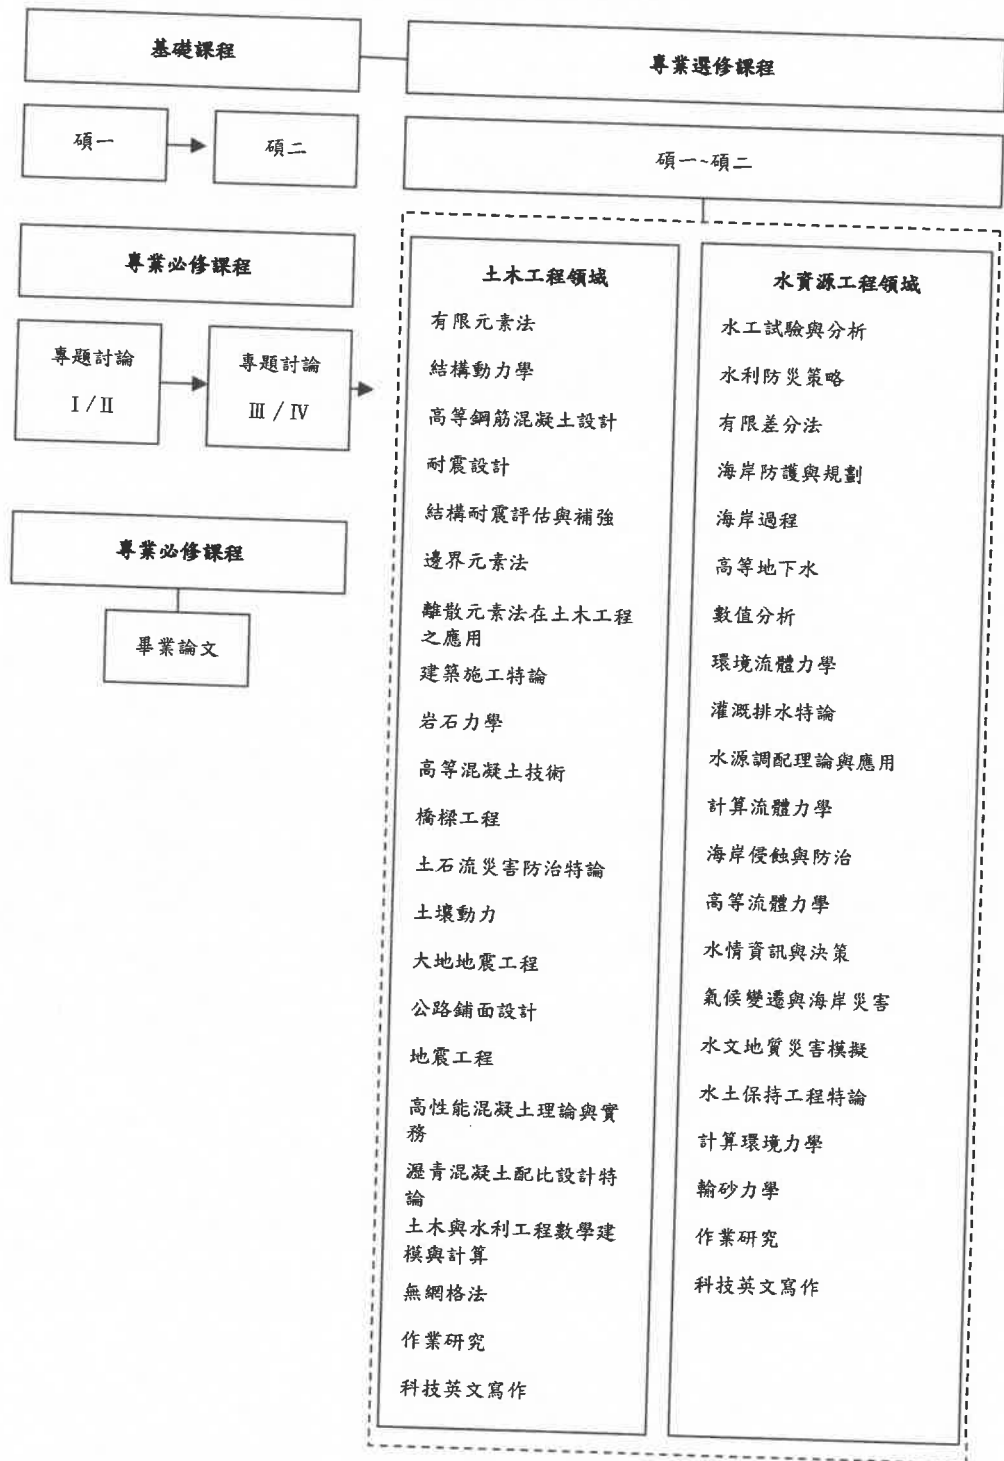 基礎課程
專業選修課程
碩一
碩二
碩一~碩二
專業必修課程
專題討論
I / II
專題討論
III / IV
專業必修課程
畢業論文
土木工程領域
有限元素法
結構動力學
高等鋼筋混凝土設計
耐震設計
結構耐震評估與補強
邊界元素法
離散元素法在土木工程
之應用
建築施工特論
岩石力學
高等混凝土技術
橋樑工程
土石流災害防治特論
土壤動力
大地地震工程
公路鋪面設計
地震工程
高性能混凝土理論與實
務
瀝青混凝土配比設計特
論
土木與水利工程數學建
模與計算
無網格法
作業研究
科技英文寫作
水資源工程領域
水工試驗與分析
水利防災策略
有限差分法
海岸防護與規劃
海岸過程
高等地下水
數值分析
環境流體力學
灌溉排水特論
水源調配理論與應用
計算流體力學
海岸侵蝕與防治
高等流體力學
水情資訊與決策
氣候變遷與海岸災害
水文地質災害模擬
水土保持工程特論
計算環境力學
輸砂力學
作業研究
科技英文寫作